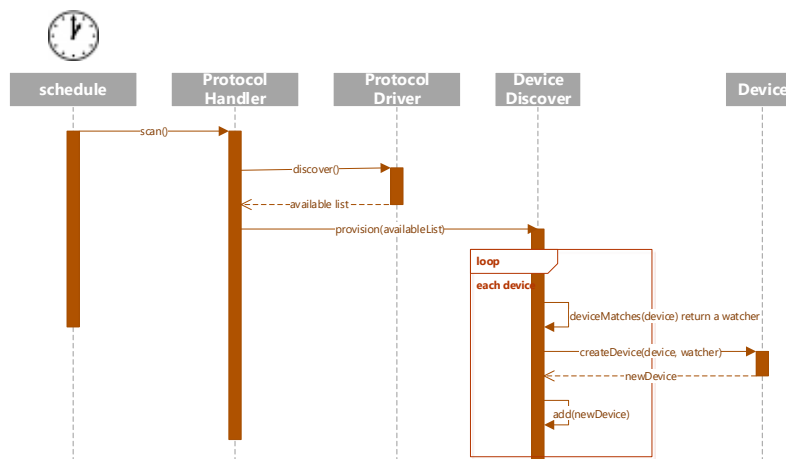 schedule
Protocol
Handler
Protocol
Driver
Device
Discover
Device
scan()
discover()
available list
provision(availableList)
loop
each device
deviceMatches(device) return a watcher
createDevice(device, watcher)
newDevice
add(newDevice)